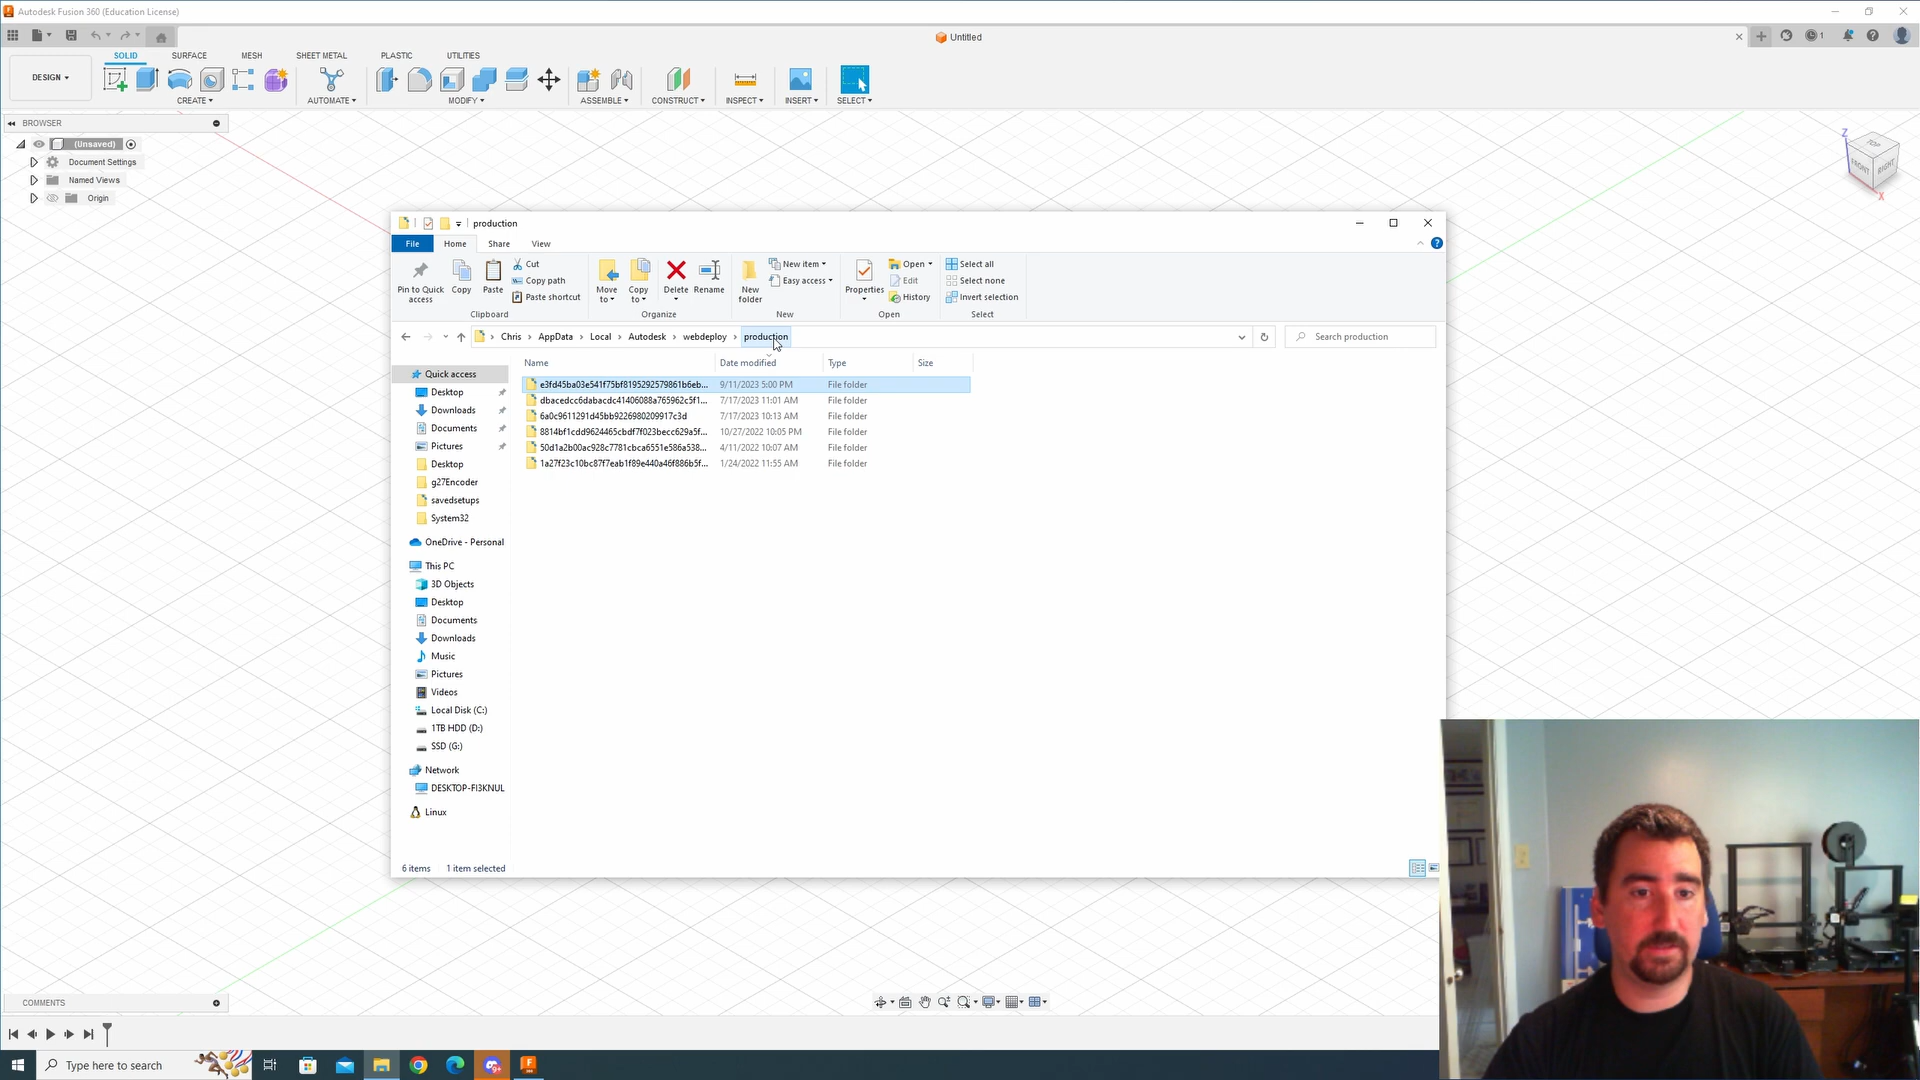 Autodesk Fusion 360 (Education License)
Untitled
1
DESIGN
SOLID
SURFACE
MESH
SHEET METAL
PLASTIC
UTILITIES
CREATE
AUTOMATE
MODIFY
ASSEMBLE
CONSTRUCT
INSPECT
INSERT
SELECT
BROWSER
(Unsaved)
Document Settings
Named Views
Origin
Z
TOP
FRONT
RIGHT
X
production
File
Home
Share
View
Pin to Quick access
Copy
Paste
Cut
Copy path
Paste shortcut
Clipboard
Move to
Copy to
Delete
Rename
Organize
New folder
New item
Easy access
New
Properties
Open
Edit
History
Open
Select all
Select none
Invert selection
Select
Chris > AppData > Local > Autodesk > webdeploy > production
Search production
Name Date modified Type Size
e3fd45ba03e541f75bf8195292579861b6eb... 9/11/2023 5:00 PM File folder
dbacedcc6dabacdc41406088a765962c5f1... 7/17/2023 11:01 AM File folder
6a0c9611291d45bb9226980209917c3d 7/17/2023 10:13 AM File folder
8814bf1cdd9624465cbdf7f023becc629a5f... 10/27/2022 10:05 PM File folder
50d1a2b00ac928c7781cbca6551e586a538... 4/11/2022 10:07 AM File folder
1a27f23c10bc87f7eab1f89e440a46f886b5f... 1/24/2022 11:55 AM File folder
Quick access
Desktop
Downloads
Documents
Pictures
Desktop
g27Encoder
savedsetups
System32
OneDrive - Personal
This PC
3D Objects
Desktop
Documents
Downloads
Music
Pictures
Videos
Local Disk (C:)
1TB HDD (D:)
SSD (G:)
Network
DESKTOP-FI3KNUL
Linux
6 items 1 item selected
COMMENTS
Type here to search